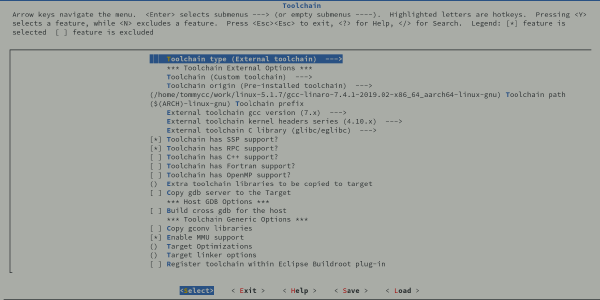 Toolchain
Arrow keys navigate the menu.  <Enter> selects submenus ---> (or empty submenus ----).  Highlighted letters are hotkeys.  Pressing <Y>
selects a feature, while <N> excludes a feature.  Press <Esc><Esc> to exit, <?> for Help, </> for Search.  Legend: [*] feature is
selected  [ ] feature is excluded
Toolchain type (External toolchain)  --->
*** Toolchain External Options ***
Toolchain (Custom toolchain)  --->
Toolchain origin (Pre-installed toolchain)  --->
(/home/tommycc/work/linux-5.1.7/gcc-linaro-7.4.1-2019.02-x86_64_aarch64-linux-gnu) Toolchain path
($(ARCH)-linux-gnu) Toolchain prefix
External toolchain gcc version (7.x)  --->
External toolchain kernel headers series (4.10.x)  --->
External toolchain C library (glibc/eglibc)  --->
[*] Toolchain has SSP support?
[*] Toolchain has RPC support?
[ ] Toolchain has C++ support?
[ ] Toolchain has Fortran support?
[ ] Toolchain has OpenMP support?
() Extra toolchain libraries to be copied to target
[ ] Copy gdb server to the Target
*** Host GDB Options ***
[ ] Build cross gdb for the host
*** Toolchain Generic Options ***
[ ] Copy gconv libraries
[*] Enable MMU support
() Target Optimizations
() Target linker options
[ ] Register toolchain within Eclipse Buildroot plug-in
<Select>    < Exit >    < Help >    < Save >    < Load >